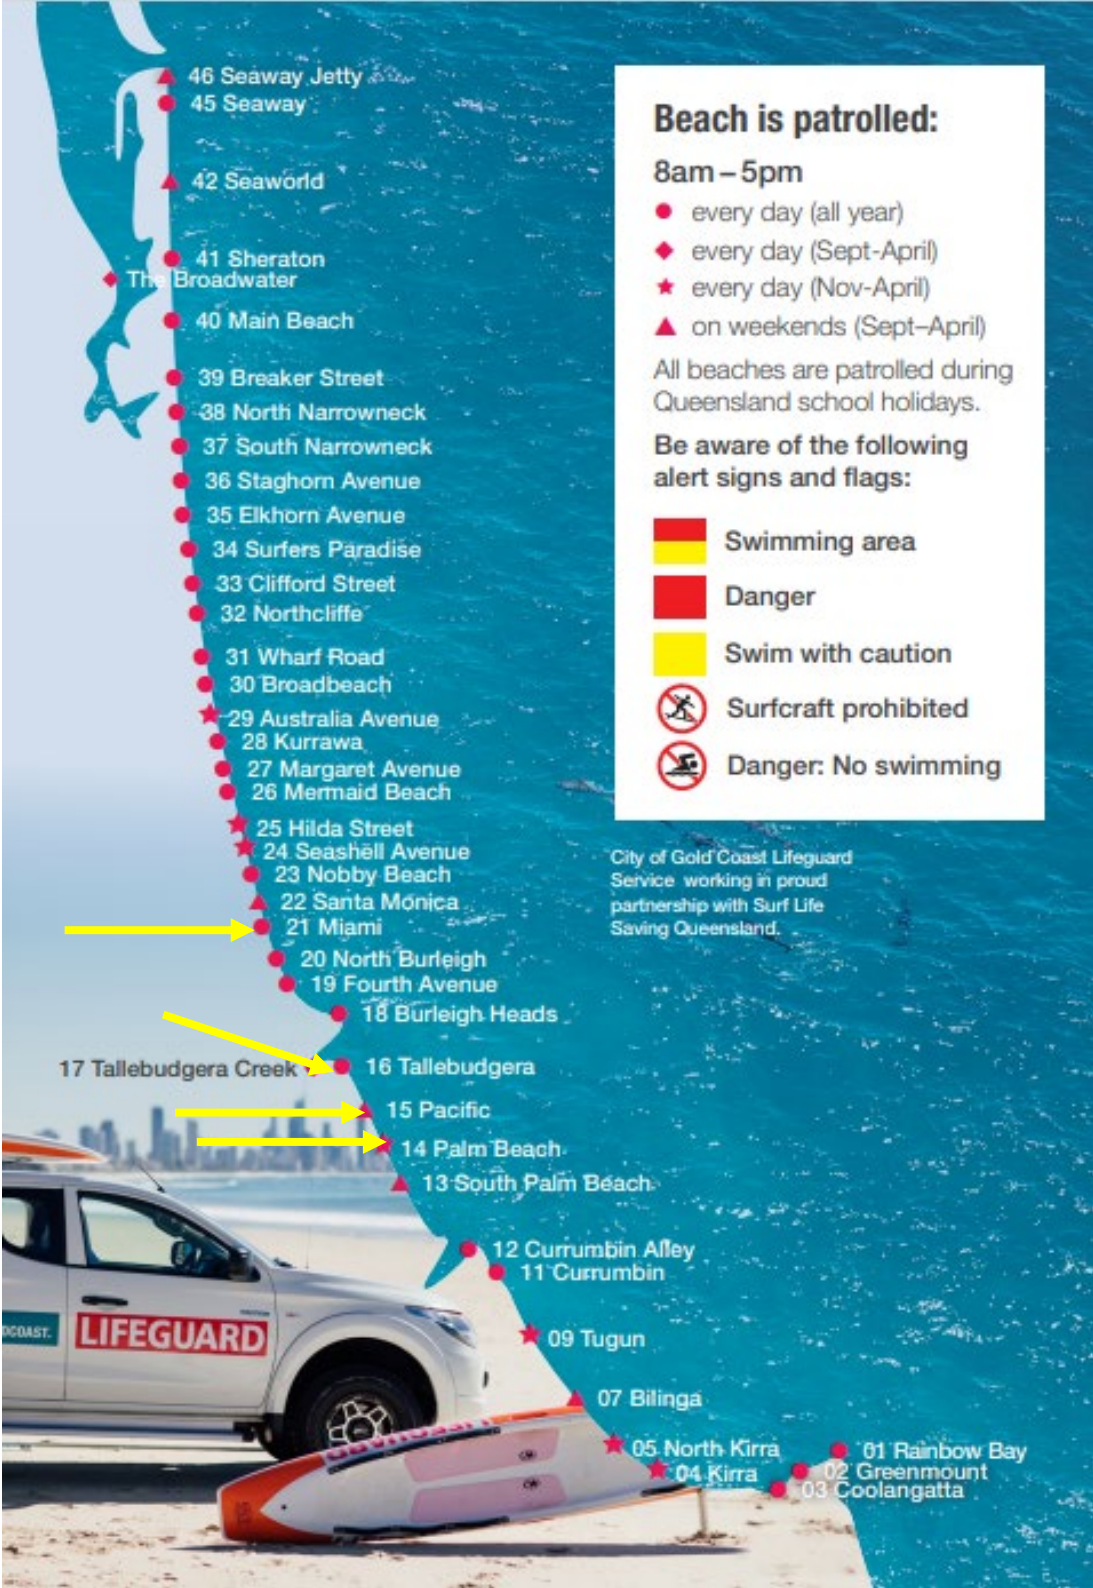 46 Seaway Jetty
45 Seaway
42 Seaworld
41 Sheraton
The Broadwater
40 Main Beach
39 Breaker Street
38 North Narrowneck
37 South Narrowneck
36 Staghorn Avenue
35 Elkhorn Avenue
34 Surfers Paradise
33 Clifford Street
32 Northcliffe
31 Wharf Road
30 Broadbeach
29 Australia Avenue
28 Kurrawa
27 Margaret Avenue
26 Mermaid Beach
25 Hilda Street
24 Seashell Avenue
23 Nobby Beach
22 Santa Monica
21 Miami
20 North Burleigh
19 Fourth Avenue
18 Burleigh Heads
17 Tallebudgera Creek
16 Tallebudgera
15 Pacific
14 Palm Beach
13 South Palm Beach
12 Currumbin Alley
11 Currumbin
09 Tugun
07 Bilinga
05 North Kirra
04 Kirra
01 Rainbow Bay
02 Greenmount
03 Coolangatta
Beach is patrolled:
8am – 5pm
every day (all year)
every day (Sept-April)
every day (Nov-April)
on weekends (Sept–April)
All beaches are patrolled during
Queensland school holidays.
Be aware of the following
alert signs and flags:
Swimming area
Danger
Swim with caution
Surfcraft prohibited
Danger: No swimming
City of Gold Coast Lifeguard
Service working in proud
partnership with Surf Life
Saving Queensland.
DCOAST.
LIFEGUARD